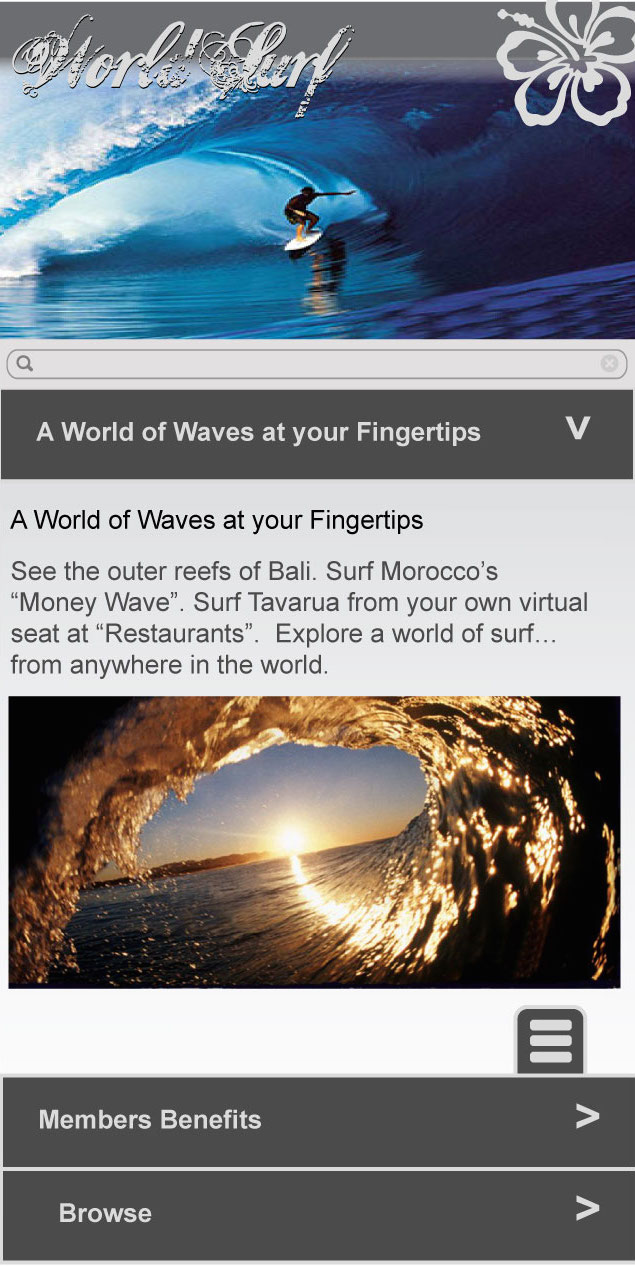 World Surf
A World of Waves at your Fingertips
V
A World of Waves at your Fingertips
See the outer reefs of Bali. Surf Morocco’s
“Money Wave”. Surf Tavarua from your own virtual
seat at “Restaurants”.  Explore a world of surf…
from anywhere in the world.
Members Benefits >
Browse >